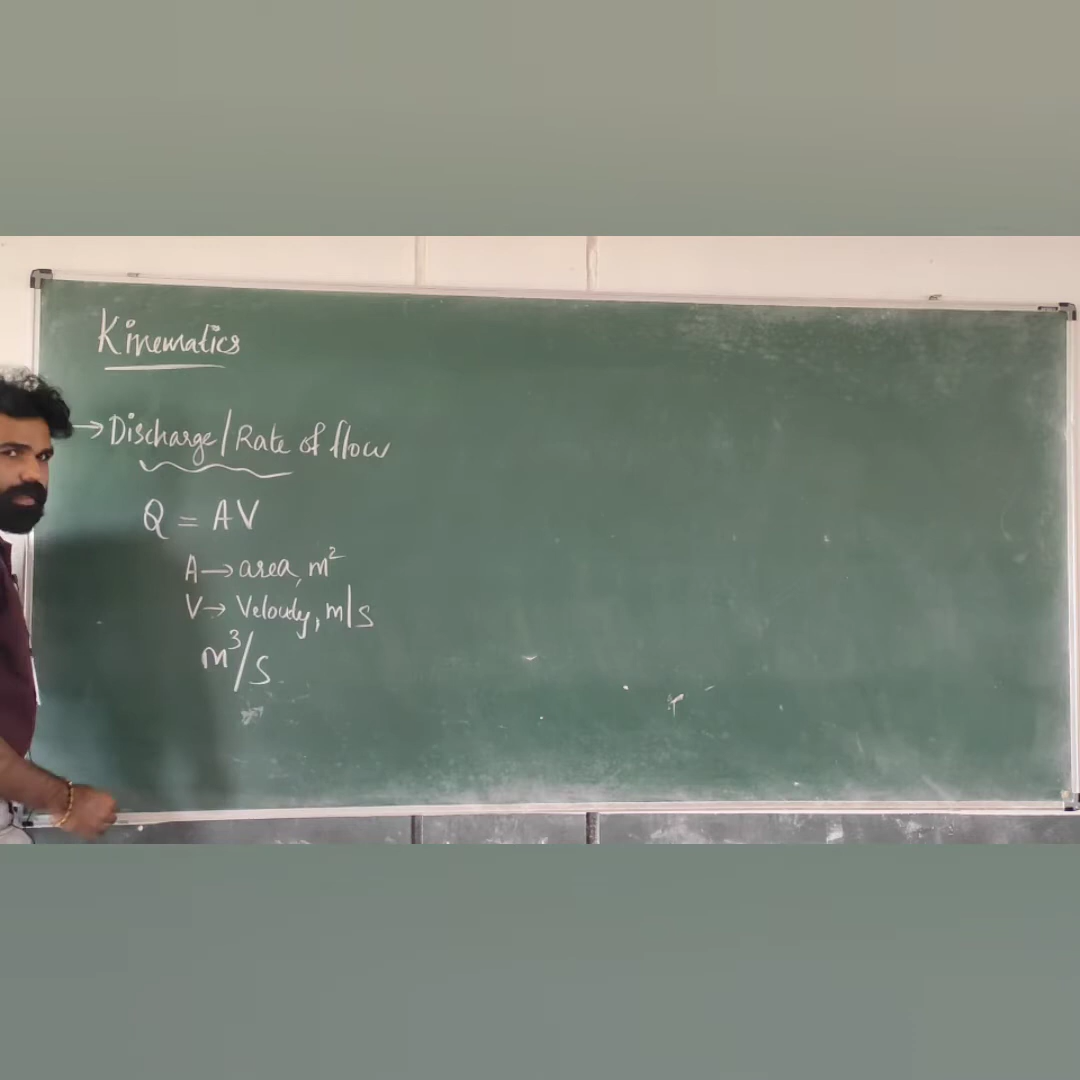 Kinematics
→ Discharge/Rate of flow
Q = AV
A → area, m²
V → Velocity, m/s
m³/s